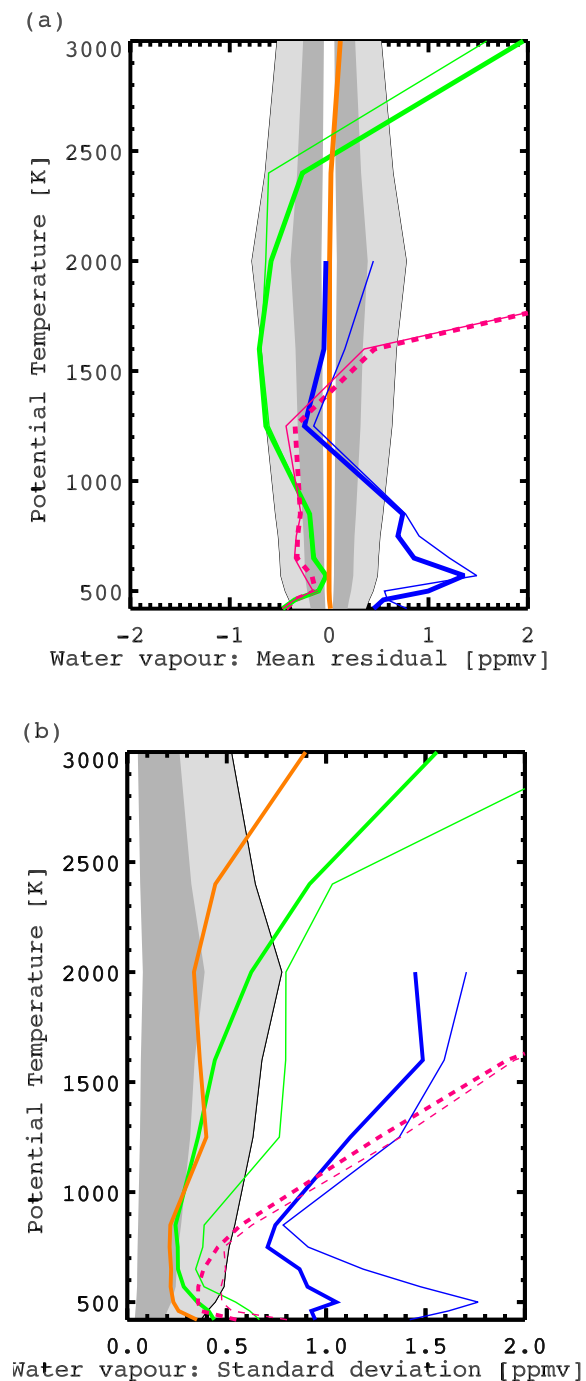 (a)
Potential Temperature [K]
3000
2500
2000
1500
1000
500
-2 -1 0 1 2
Water vapour: Mean residual [ppmv]
(b)
Potential Temperature [K]
3000
2500
2000
1500
1000
500
0.0 0.5 1.0 1.5 2.0
Water vapour: Standard deviation [ppmv]